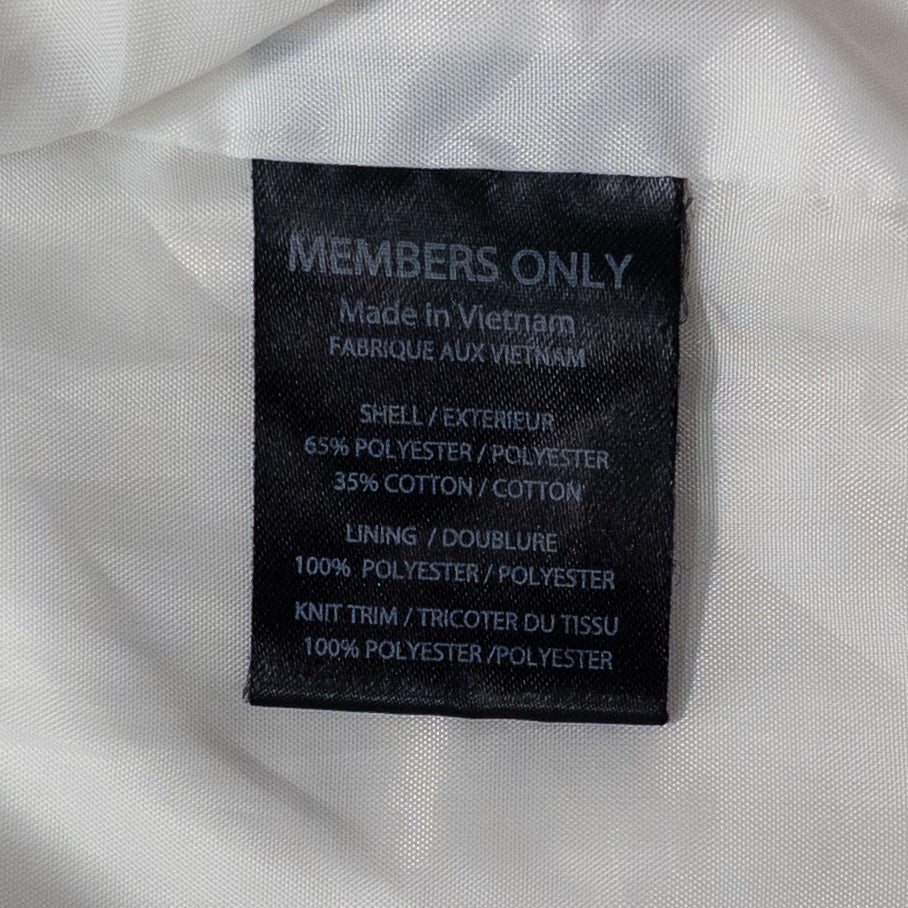 MEMBERS ONLY
Made in Vietnam
FABRIQUE AUX VIETNAM
SHELL / EXTERIEUR
65% POLYESTER / POLYESTER
35% COTTON / COTTON
LINING / DOUBLURE
100% POLYESTER / POLYESTER
KNIT TRIM / TRICOTER DU TISSU
100% POLYESTER /POLYESTER